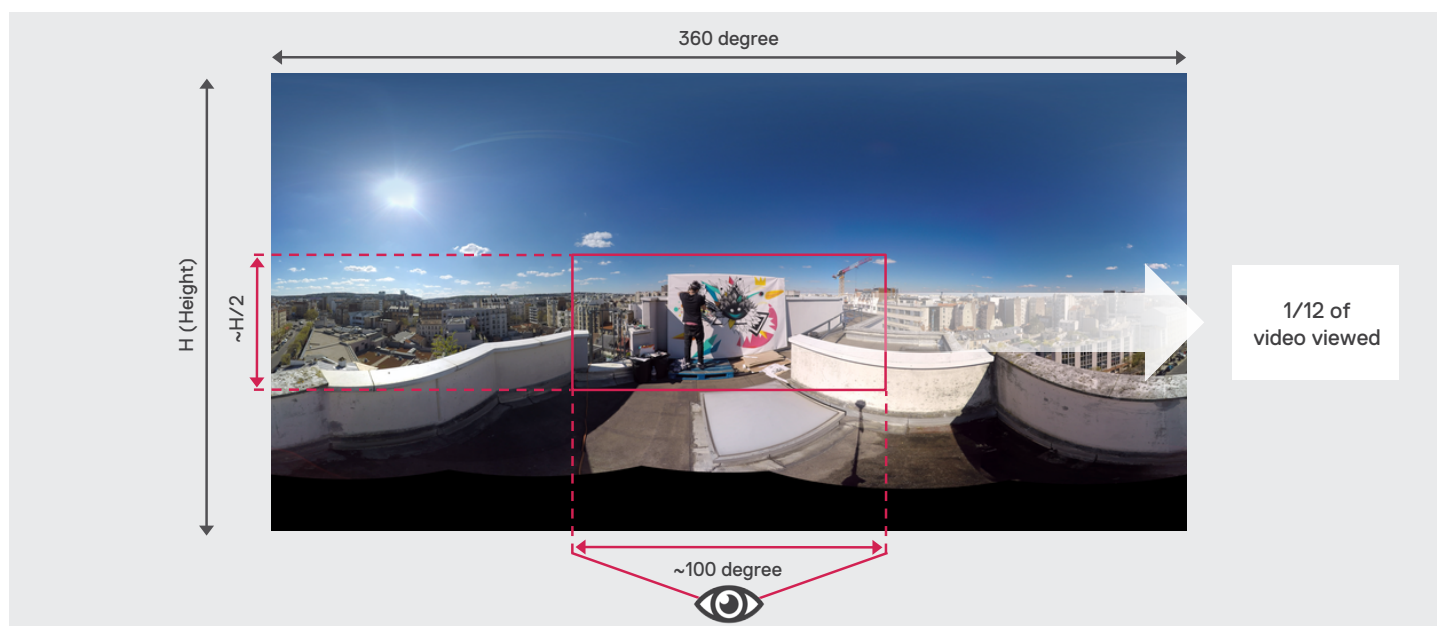 360 degree
H (Height)
~H/2
1/12 of
video viewed
~100 degree